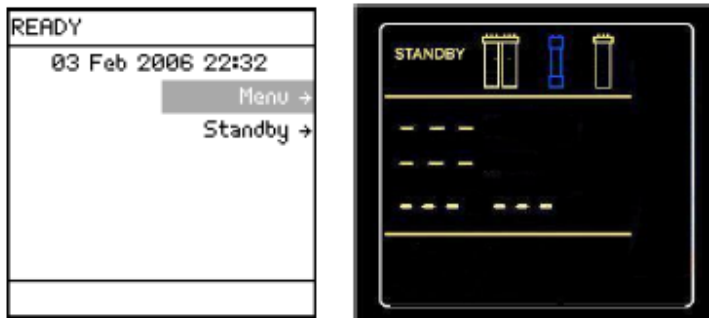 READY
03 Feb 2006 22:32
Menu →
Standby →
STANDBY
– – –
– – –
– – – – – –